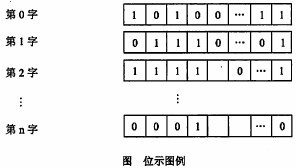 第0字 1 0 1 0 0 … 1 1
第1字 0 1 1 1 0 … 0 1
第2字 1 1 1 1 0 … 1
⋮ ⋮
第n字 0 0 0 1 … 0
图 位示图例